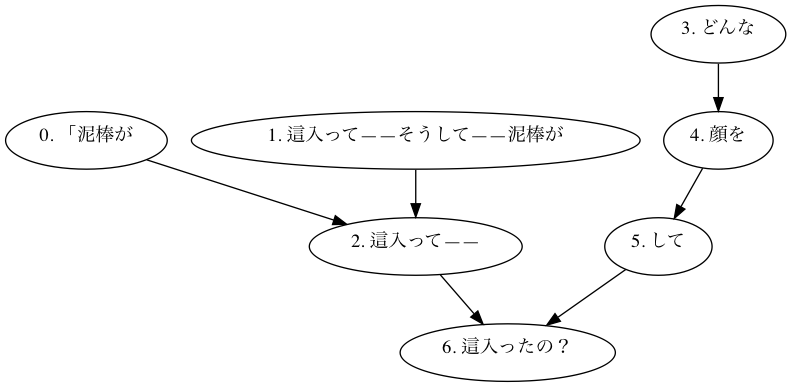 3. どんな
0. 「泥棒が
1. 這入って――そうして――泥棒が
4. 顔を
2. 這入って――
5. して
6. 這入ったの？